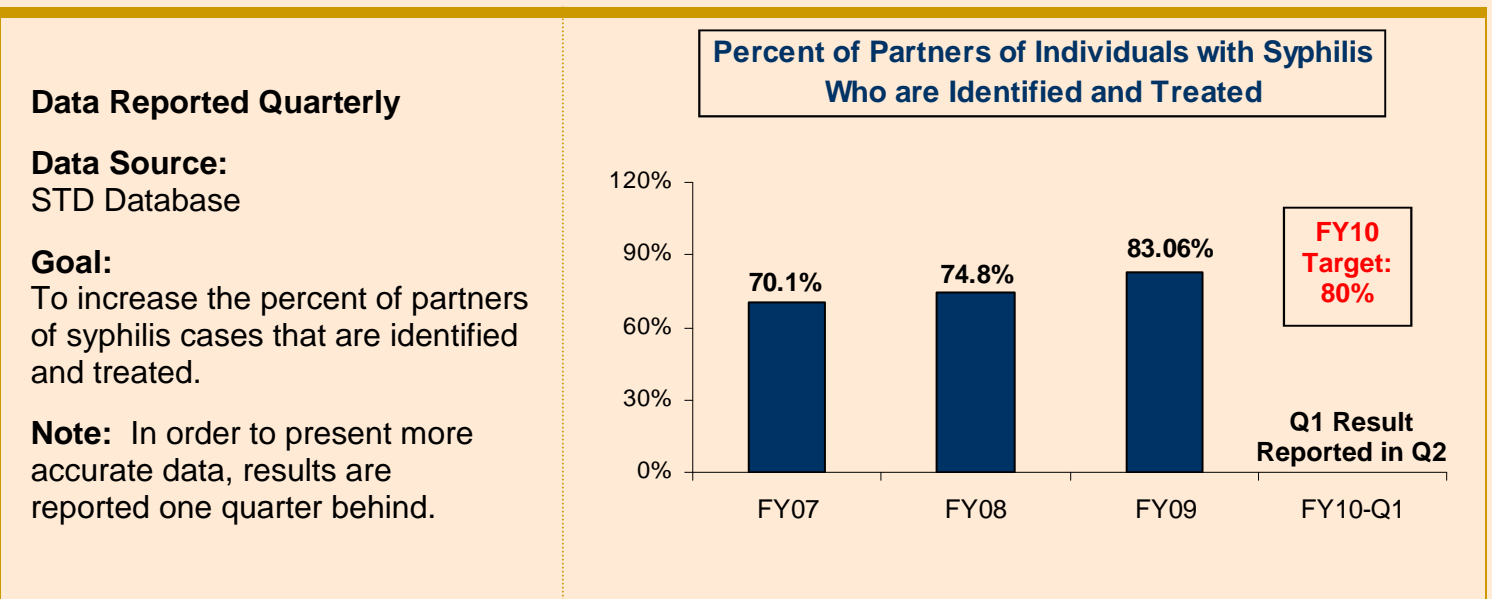 Data Reported Quarterly
Data Source:
STD Database
Goal:
To increase the percent of partners
of syphilis cases that are identified
and treated.
Note: In order to present more
accurate data, results are
reported one quarter behind.
Percent of Partners of Individuals with Syphilis
Who are Identified and Treated
120%
90%
60%
30%
0%
70.1%
74.8%
83.06%
FY10
Target:
80%
Q1 Result
Reported in Q2
FY07
FY08
FY09
FY10-Q1